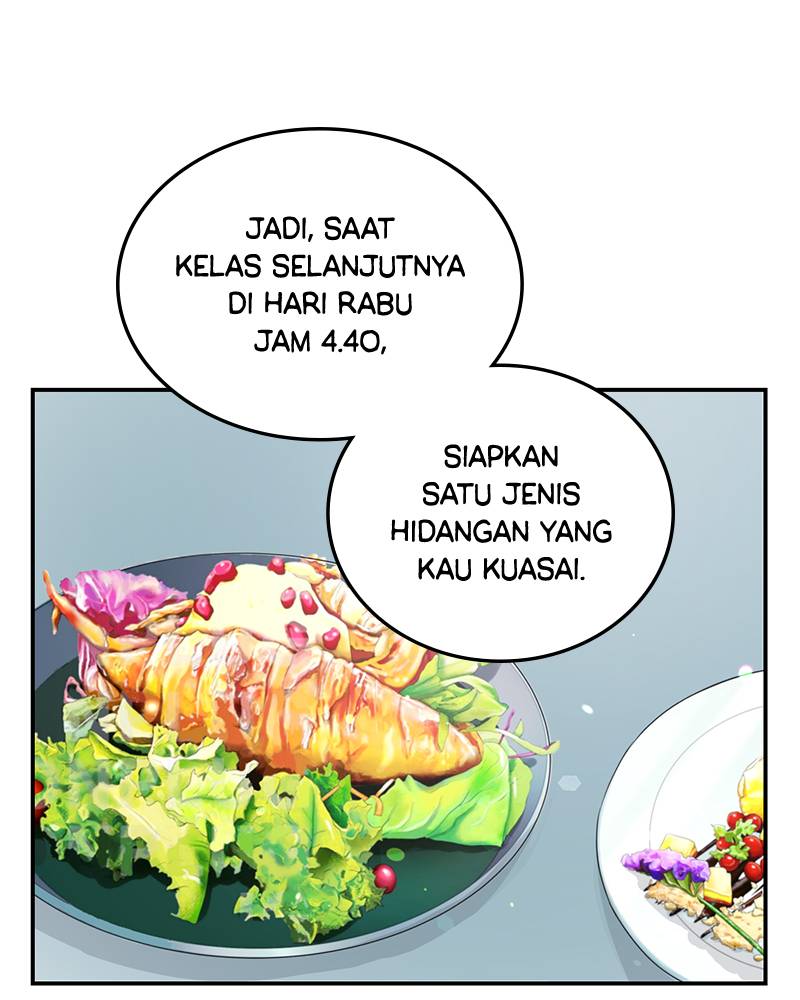 JADI, SAAT
KELAS SELANJUTNYA
DI HARI RABU
JAM 4.40,
SIAPKAN
SATU JENIS
HIDANGAN YANG
KAU KUASAI.